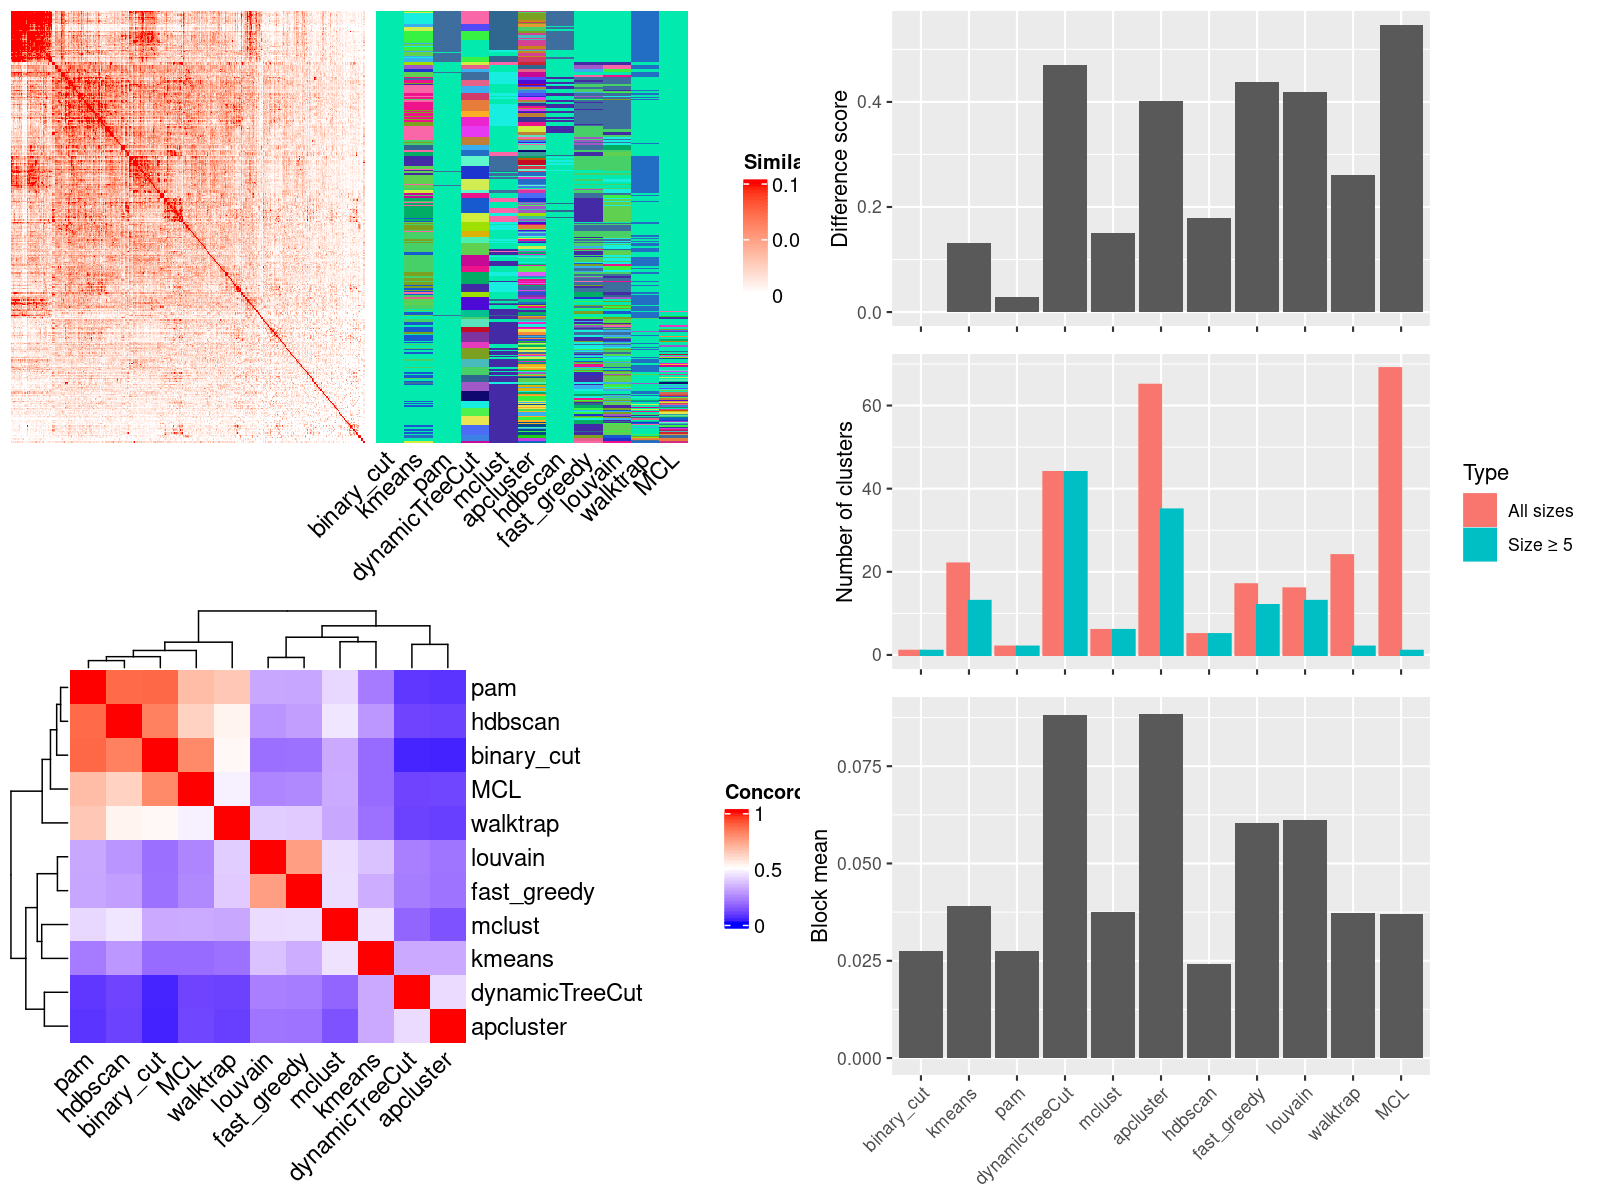 Simila
0.1
0.0
0
binary_cut
kmeans
pam
dynamicTreeCut
mclust
apcluster
hdbscan
fast_greedy
louvain
walktrap
MCL
pam
hdbscan
binary_cut
MCL
walktrap
louvain
fast_greedy
mclust
kmeans
dynamicTreeCut
apcluster
pam
hdbscan
binary_cut
MCL
walktrap
louvain
fast_greedy
mclust
kmeans
dynamicTreeCut
apcluster
Concord
1
0.5
0
Difference score
0.4
0.2
0.0
Number of clusters
60
40
20
0
Type
All sizes
Size ≥ 5
Block mean
0.075
0.050
0.025
0.000
binary_cut
kmeans
pam
dynamicTreeCut
mclust
apcluster
hdbscan
fast_greedy
louvain
walktrap
MCL